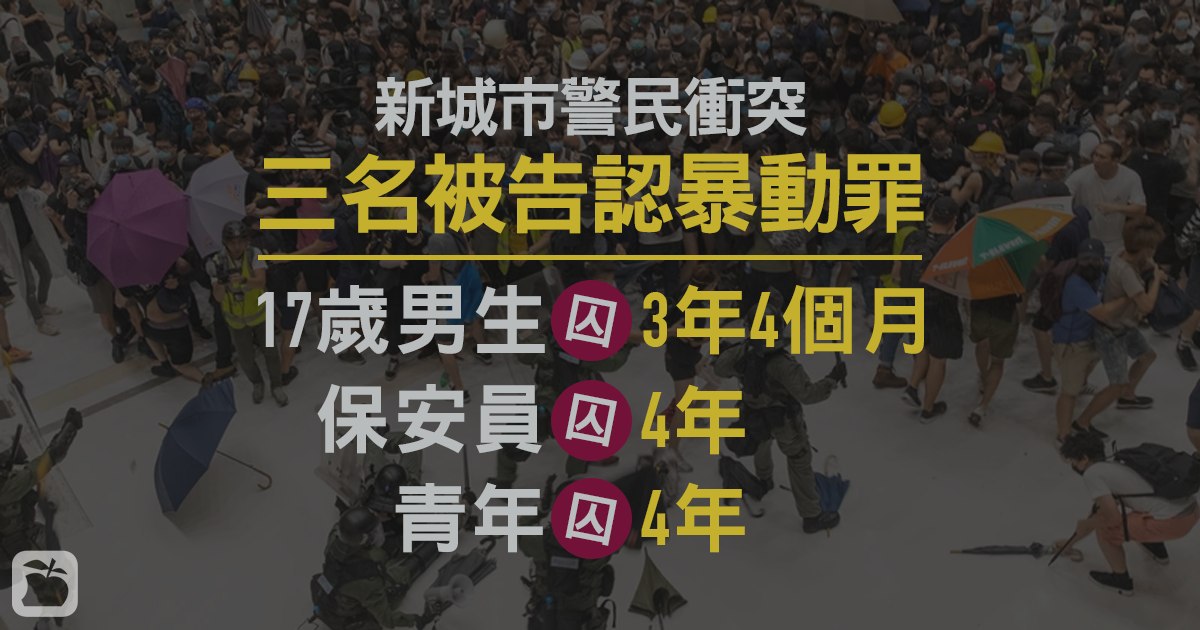 新城市警民衝突
三名被告認暴動罪
17歲男生 囚 3年4個月
保安員 囚 4年
青年 囚 4年